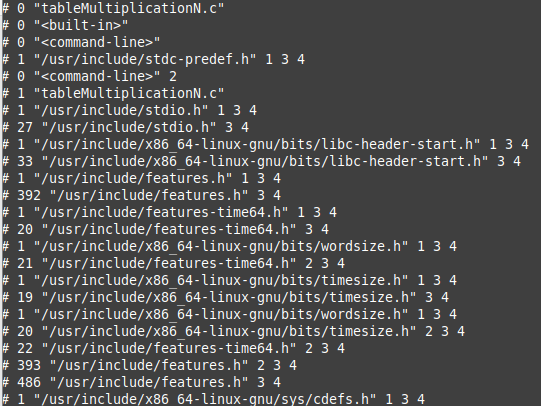 # 0 "tableMultiplicationN.c"
# 0 "<built-in>"
# 0 "<command-line>"
# 1 "/usr/include/stdc-predef.h" 1 3 4
# 0 "<command-line>" 2
# 1 "tableMultiplicationN.c"
# 1 "/usr/include/stdio.h" 1 3 4
# 27 "/usr/include/stdio.h" 3 4
# 1 "/usr/include/x86_64-linux-gnu/bits/libc-header-start.h" 1 3 4
# 33 "/usr/include/x86_64-linux-gnu/bits/libc-header-start.h" 3 4
# 1 "/usr/include/features.h" 1 3 4
# 392 "/usr/include/features.h" 3 4
# 1 "/usr/include/features-time64.h" 1 3 4
# 20 "/usr/include/features-time64.h" 3 4
# 1 "/usr/include/x86_64-linux-gnu/bits/wordsize.h" 1 3 4
# 21 "/usr/include/features-time64.h" 2 3 4
# 1 "/usr/include/x86_64-linux-gnu/bits/timesize.h" 1 3 4
# 19 "/usr/include/x86_64-linux-gnu/bits/timesize.h" 3 4
# 1 "/usr/include/x86_64-linux-gnu/bits/wordsize.h" 1 3 4
# 20 "/usr/include/x86_64-linux-gnu/bits/timesize.h" 2 3 4
# 22 "/usr/include/features-time64.h" 2 3 4
# 393 "/usr/include/features.h" 2 3 4
# 486 "/usr/include/features.h" 3 4
# 1 "/usr/include/x86_64-linux-gnu/sys/cdefs.h" 1 3 4